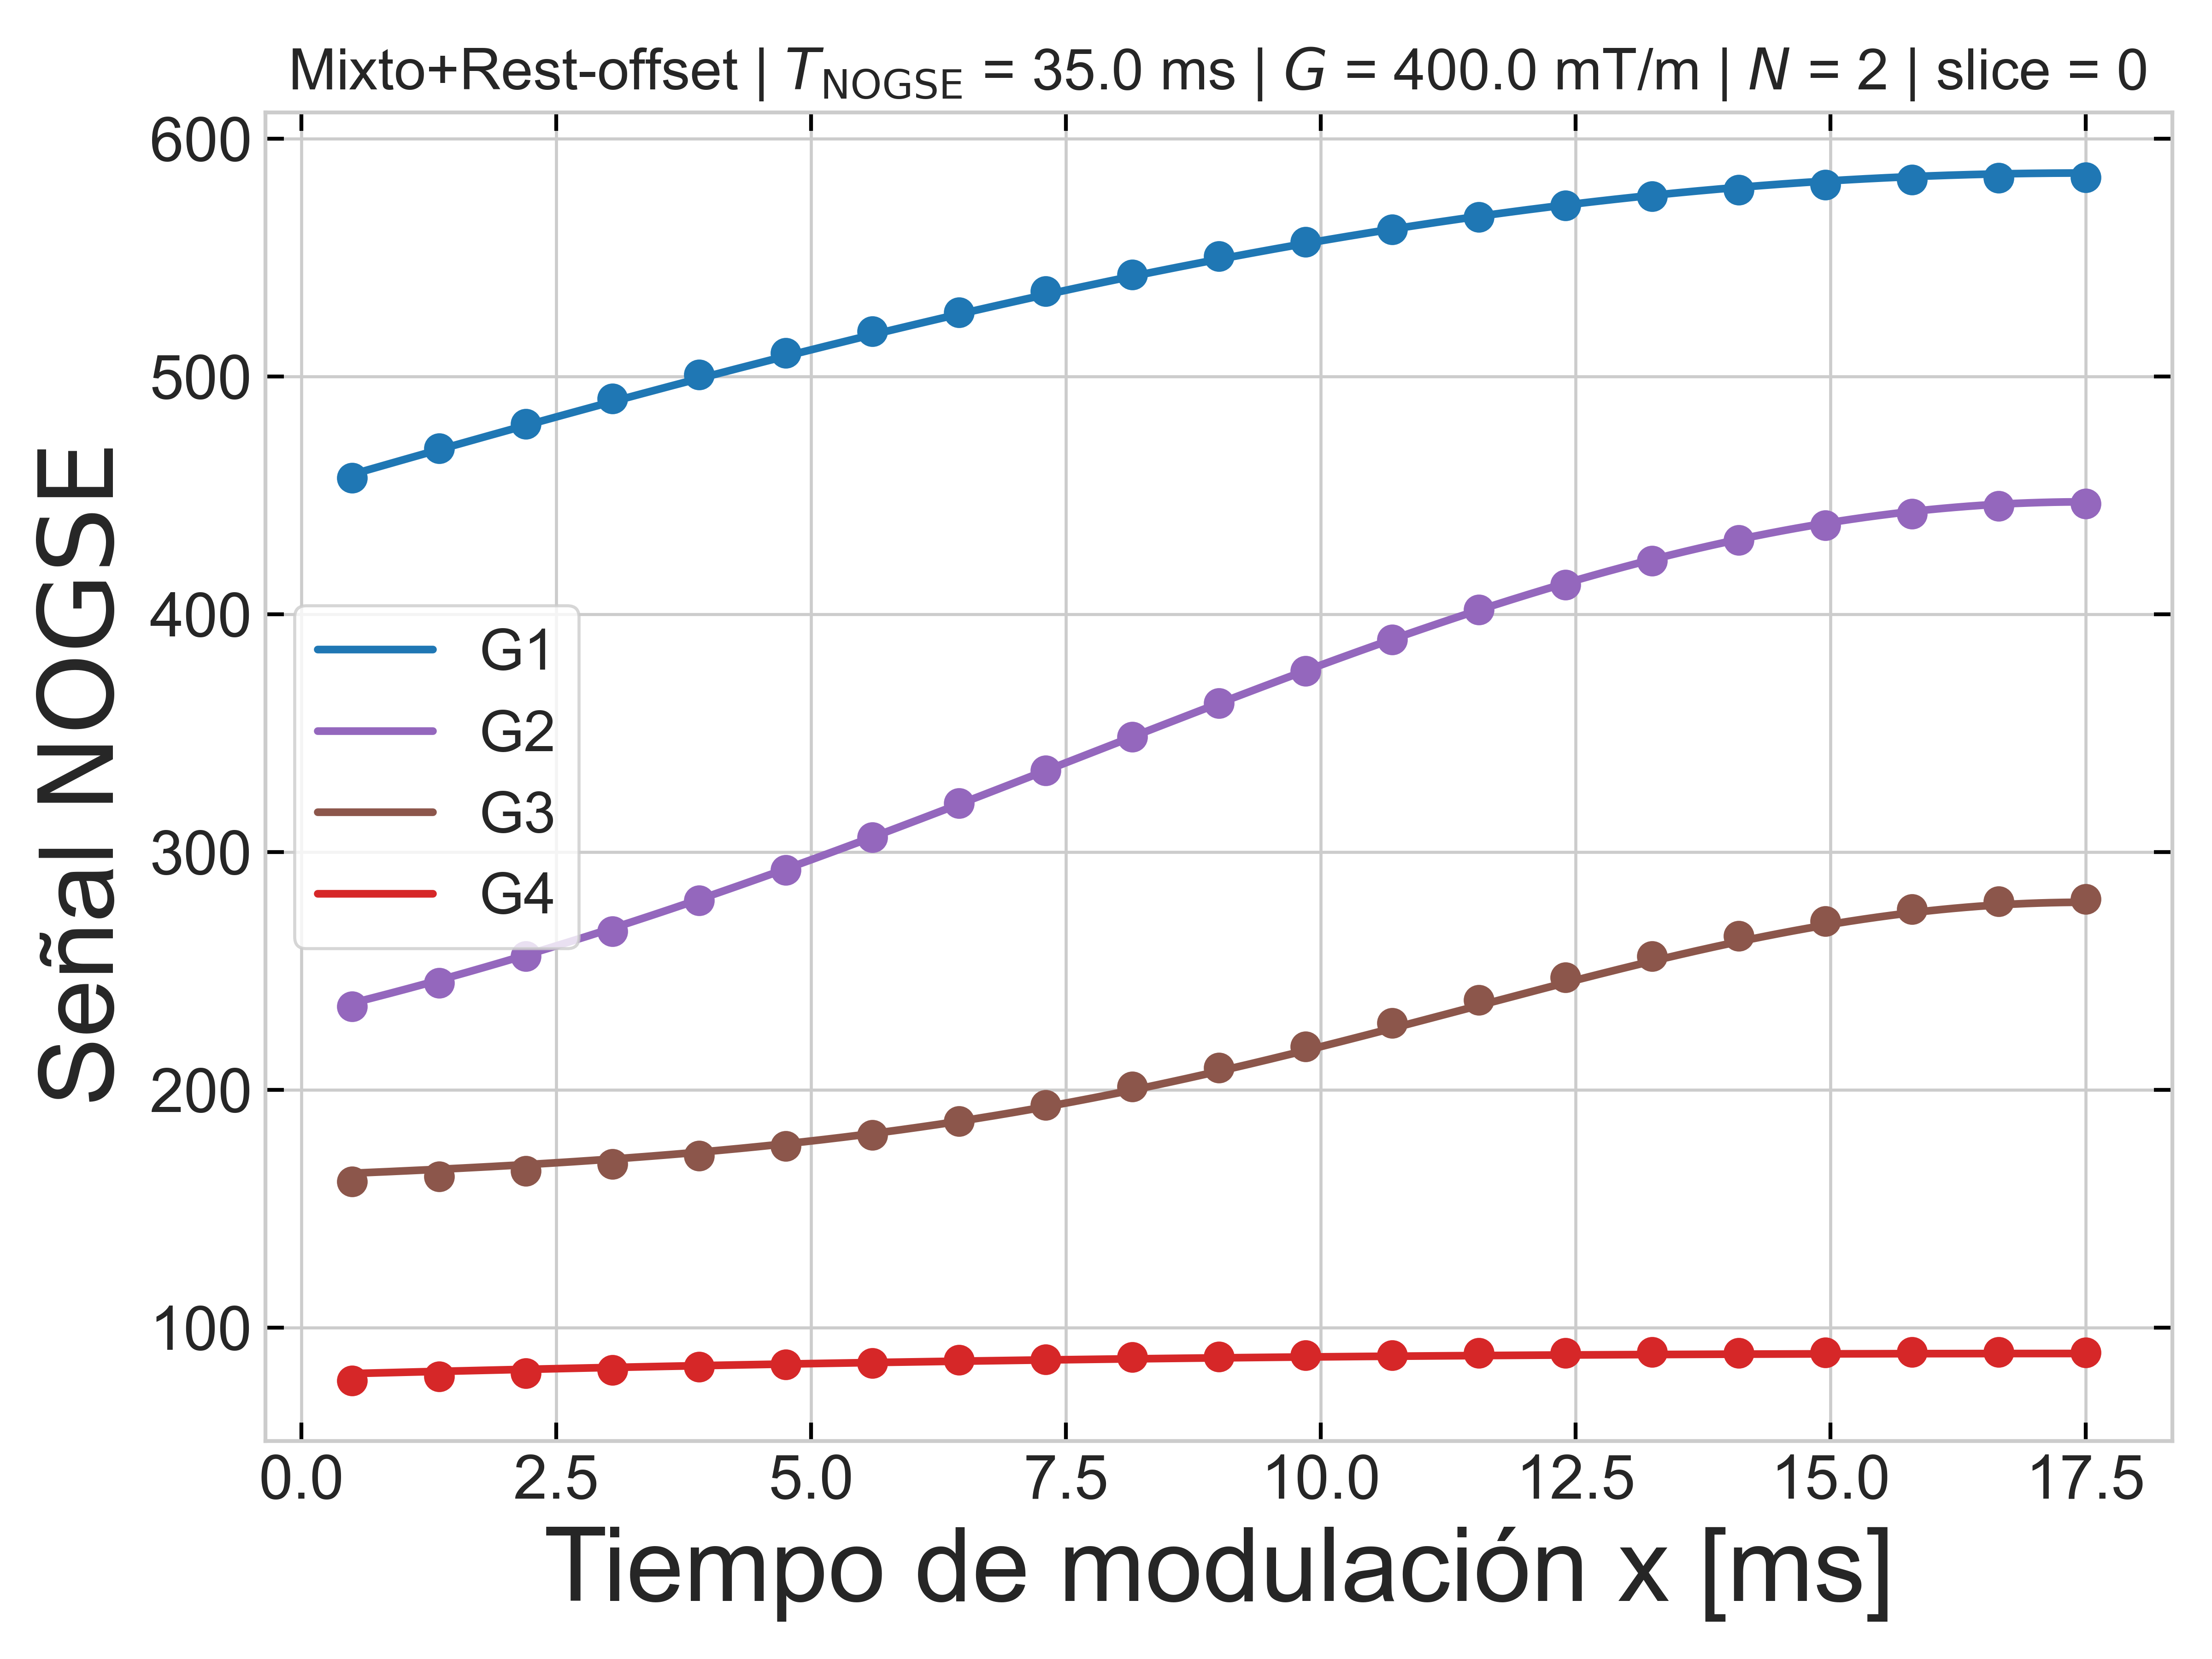 Mixto+Rest-offset | T_NOGSE = 35.0 ms | G = 400.0 mT/m | N = 2 | slice = 0
Señal NOGSE
600
500
400
300
200
100
G1
G2
G3
G4
0.0 2.5 5.0 7.5 10.0 12.5 15.0 17.5
Tiempo de modulación x [ms]